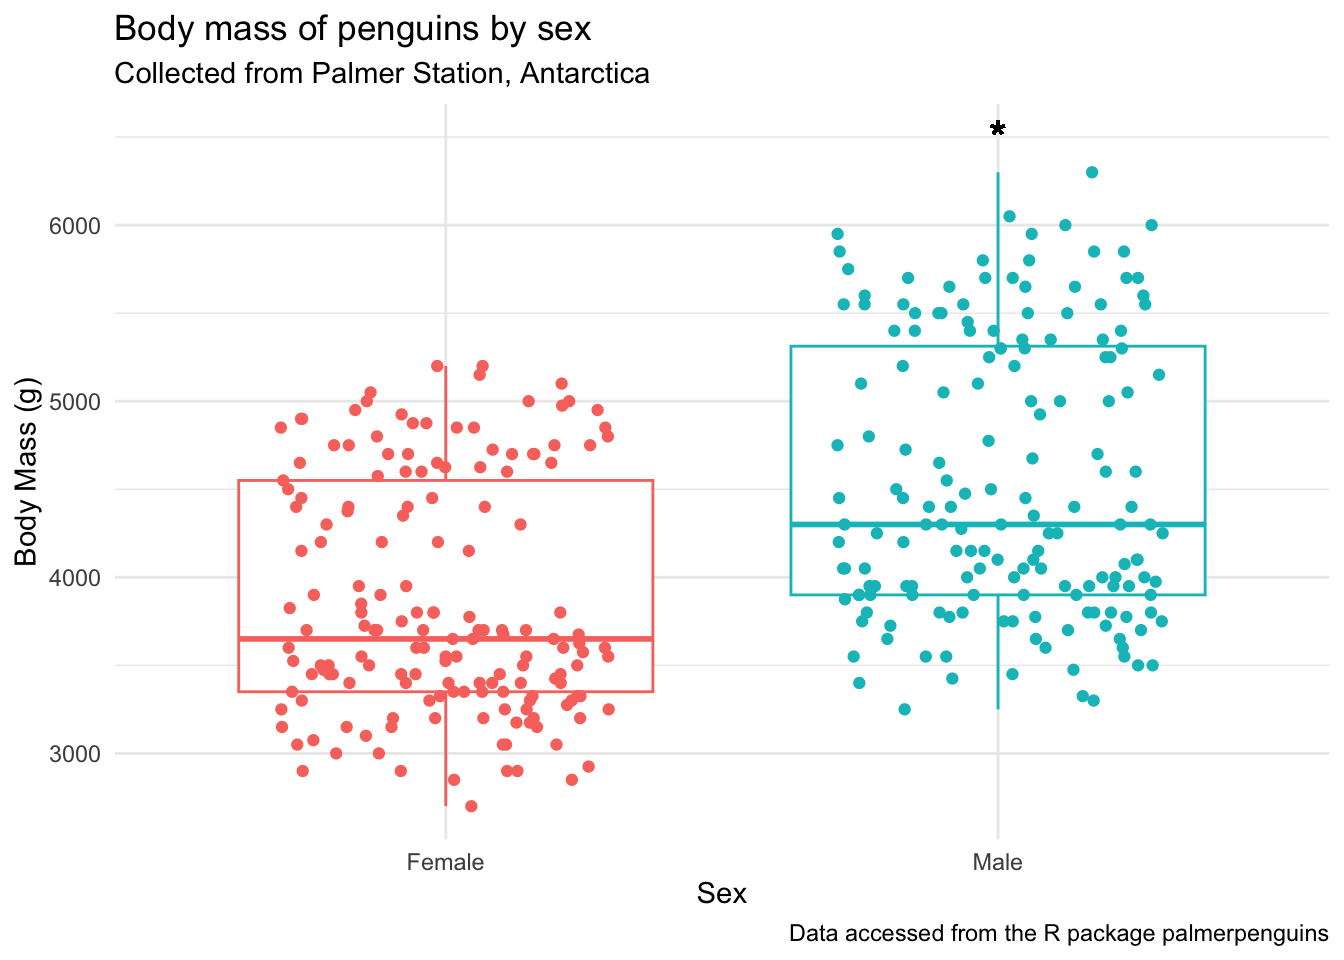 Body mass of penguins by sex
Collected from Palmer Station, Antarctica
*
6000
5000
4000
3000
Body Mass (g)
Female
Male
Sex
Data accessed from the R package palmerpenguins